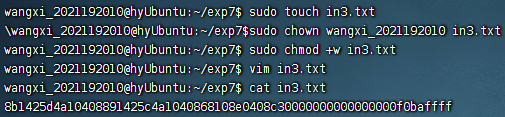 wangxi_2021192010@hyUbuntu:~/exp7$ sudo touch in3.txt
\wangxi_2021192010@hyUbuntu:~/exp7$sudo chown wangxi_2021192010 in3.txt
wangxi_2021192010@hyUbuntu:~/exp7$ sudo chmod +w in3.txt
wangxi_2021192010@hyUbuntu:~/exp7$ vim in3.txt
wangxi_2021192010@hyUbuntu:~/exp7$ cat in3.txt
8b1425d4a10408891425c4a1040868108e0408c30000000000000000f0baffff